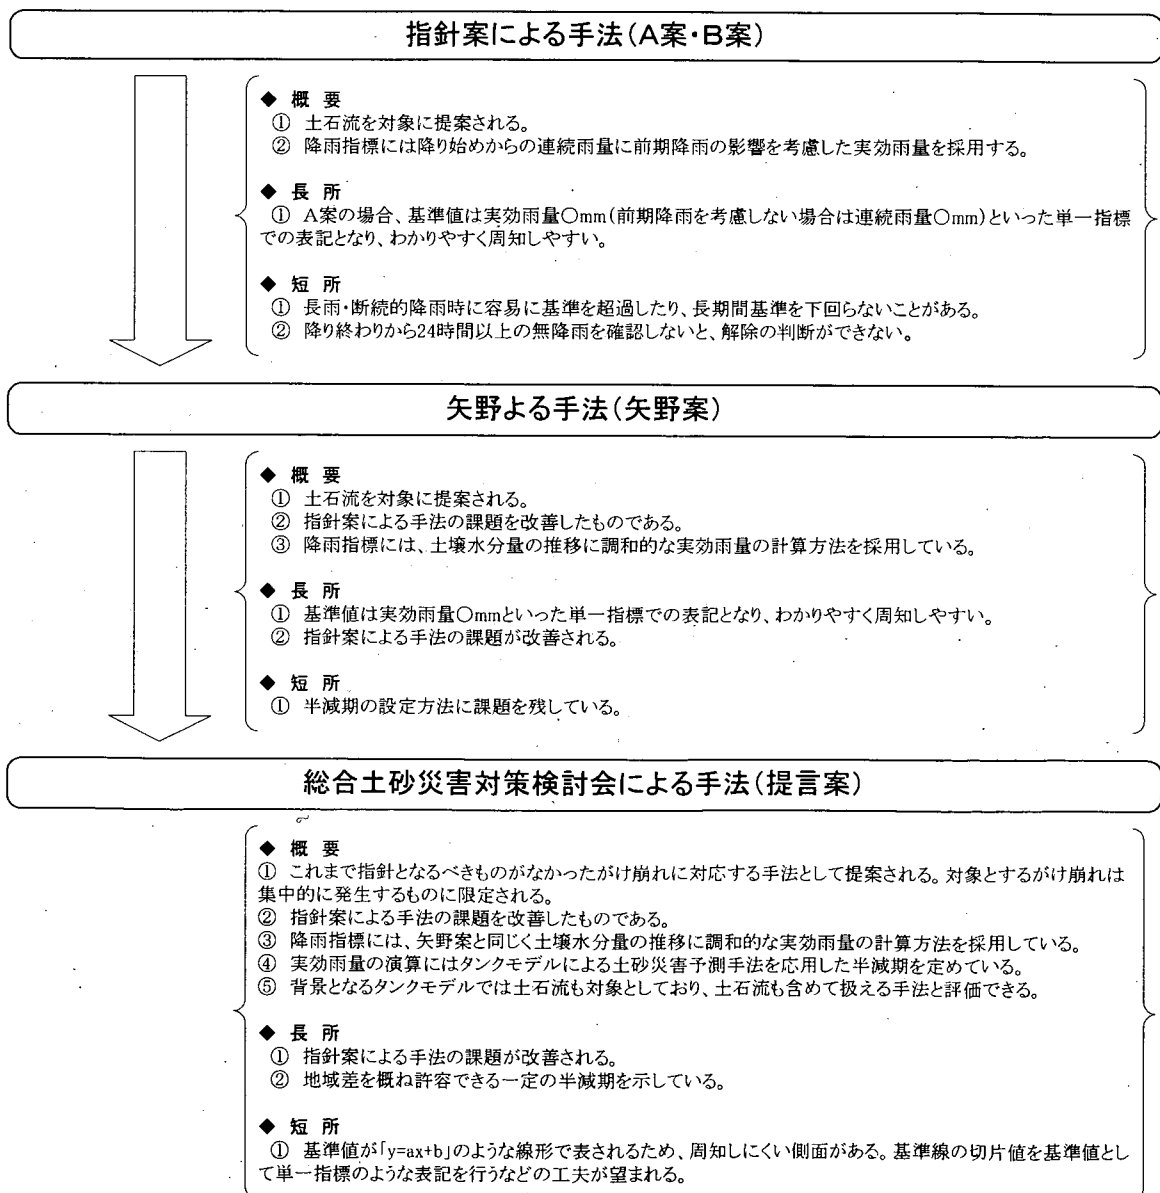 指針案による手法(A案・B案)
◆ 概 要
① 土石流を対象に提案される。
② 降雨指標には降り始めからの連続雨量に前期降雨の影響を考慮した実効雨量を採用する。
◆ 長 所
① A案の場合、基準値は実効雨量〇mm(前期降雨を考慮しない場合は連続雨量〇mm)といった単一指標
での表記となり、わかりやすく周知しやすい。
◆ 短 所
① 長雨・断続的降雨時に容易に基準を超過したり、長期間基準を下回らないことがある。
② 降り終わりから24時間以上の無降雨を確認しないと、解除の判断ができない。
矢野よる手法(矢野案)
◆ 概 要
① 土石流を対象に提案される。
② 指針案による手法の課題を改善したものである。
③ 降雨指標には、土壌水分量の推移に調和的な実効雨量の計算方法を採用している。
◆ 長 所
① 基準値は実効雨量〇mmといった単一指標での表記となり、わかりやすく周知しやすい。
② 指針案による手法の課題が改善される。
◆ 短 所
① 半減期の設定方法に課題を残している。
総合土砂災害対策検討会による手法(提言案)
◆ 概 要
① これまで指針となるべきものがなかったがけ崩れに対応する手法として提案される。対象とするがけ崩れは
集中的に発生するものに限定される。
② 指針案による手法の課題を改善したものである。
③ 降雨指標には、矢野案と同じく土壌水分量の推移に調和的な実効雨量の計算方法を採用している。
④ 実効雨量の演算にはタンクモデルによる土砂災害予測手法を応用した半減期を定めている。
⑤ 背景となるタンクモデルでは土石流も対象としており、土石流も含めて扱える手法と評価できる。
◆ 長 所
① 指針案による手法の課題が改善される。
② 地域差を概ね許容できる一定の半減期を示している。
◆ 短 所
① 基準値が「y=ax+b」のような線形で表されるため、周知しにくい側面がある。基準線の切片値を基準値とし
て単一指標のような表記を行うなどの工夫が望まれる。